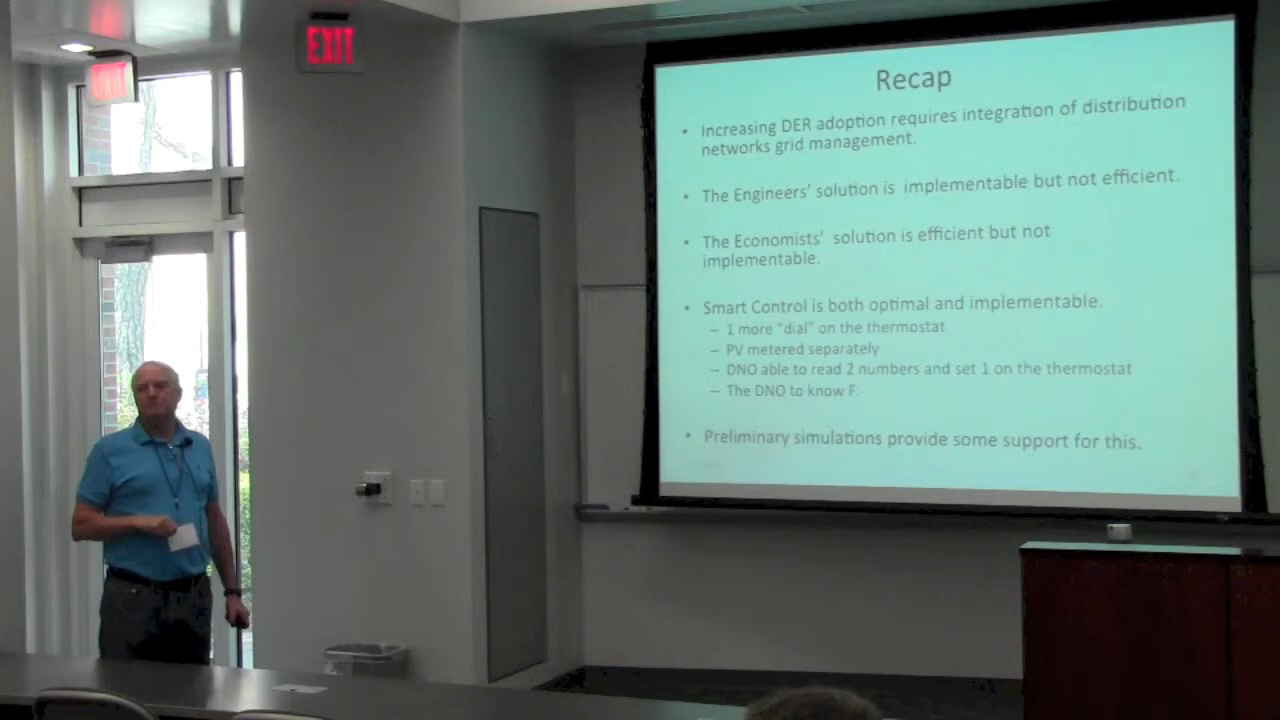 EXIT
EXIT
Recap
• Increasing DER adoption requires integration of distribution
networks grid management.
• The Engineers' solution is implementable but not efficient.
• The Economists' solution is efficient but not
implementable.
• Smart Control is both optimal and implementable.
– 1 more "dial" on the thermostat
– PV metered separately
– DNO able to read 2 numbers and set 1 on the thermostat
– The DNO to know F.
• Preliminary simulations provide some support for this.